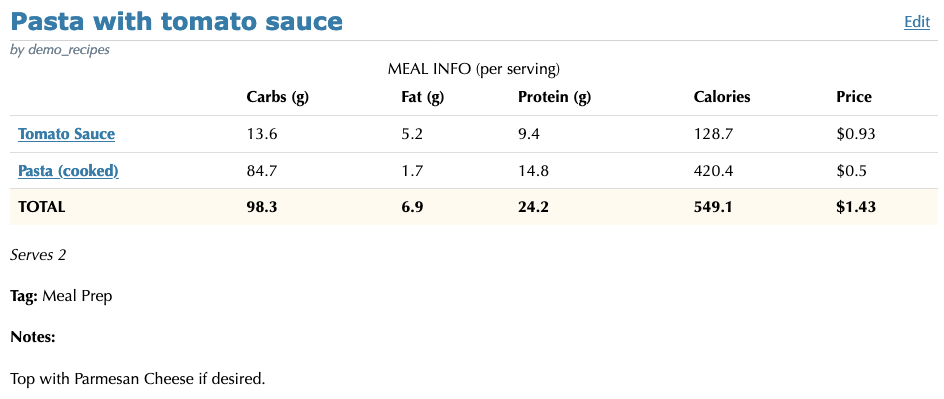 Pasta with tomato sauce Edit
by demo_recipes
MEAL INFO (per serving)
Carbs (g) Fat (g) Protein (g) Calories Price
Tomato Sauce 13.6 5.2 9.4 128.7 $0.93
Pasta (cooked) 84.7 1.7 14.8 420.4 $0.5
TOTAL 98.3 6.9 24.2 549.1 $1.43
Serves 2
Tag: Meal Prep
Notes:
Top with Parmesan Cheese if desired.